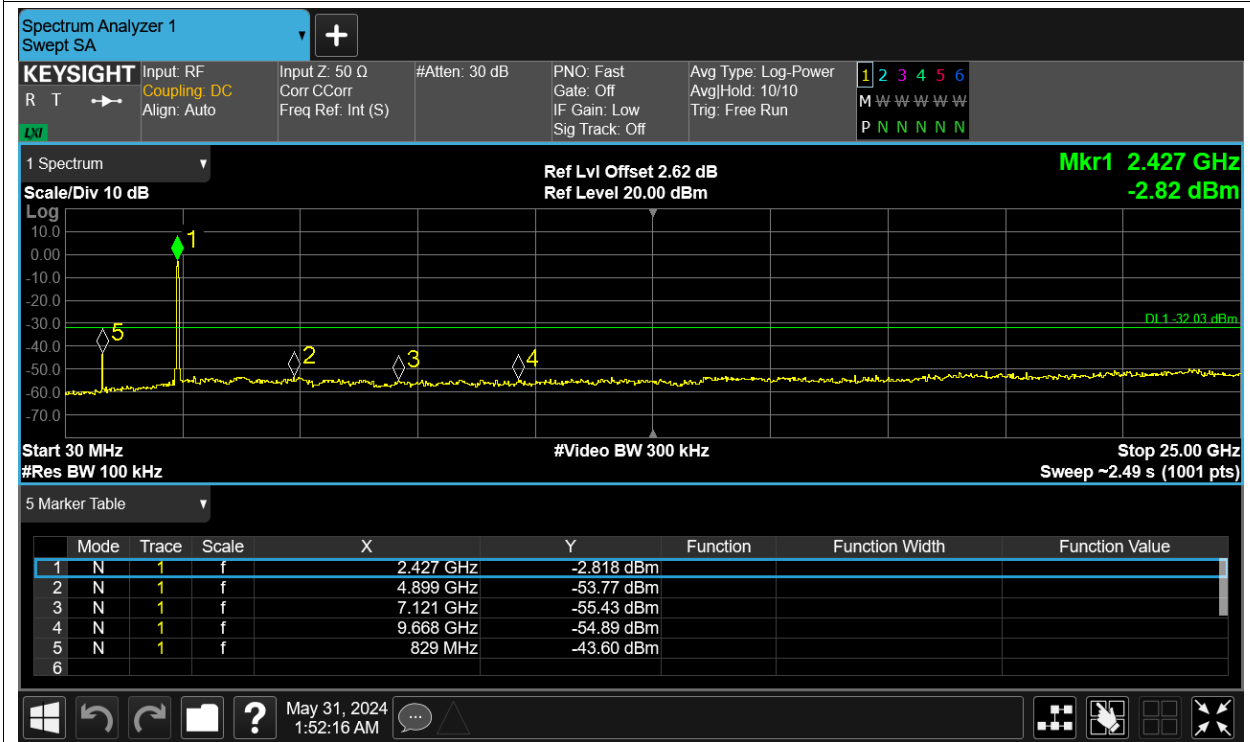 Spectrum Analyzer 1
Swept SA
KEYSIGHT
R T
LXI
Input: RF
Coupling: DC
Align: Auto
Input Z: 50 Ω
Corr CCorr
Freq Ref: Int (S)
#Atten: 30 dB
PNO: Fast
Gate: Off
IF Gain: Low
Sig Track: Off
Avg Type: Log-Power
Avg|Hold: 10/10
Trig: Free Run
1 2 3 4 5 6
M W W W W W
P N N N N N
1 Spectrum
Scale/Div 10 dB
Ref Lvl Offset 2.62 dB
Ref Level 20.00 dBm
Mkr1 2.427 GHz
-2.82 dBm
Log
10.0
0.00
-10.0
-20.0
-30.0
-40.0
-50.0
-60.0
-70.0
1
5
2
3
4
DL1 -32.03 dBm
Start 30 MHz
#Res BW 100 kHz
#Video BW 300 kHz
Stop 25.00 GHz
Sweep ~2.49 s (1001 pts)
5 Marker Table
Mode Trace Scale X Y Function Function Width Function Value
1 N 1 f 2.427 GHz -2.818 dBm
2 N 1 f 4.899 GHz -53.77 dBm
3 N 1 f 7.121 GHz -55.43 dBm
4 N 1 f 9.668 GHz -54.89 dBm
5 N 1 f 829 MHz -43.60 dBm
6
?
May 31, 2024
1:52:16 AM